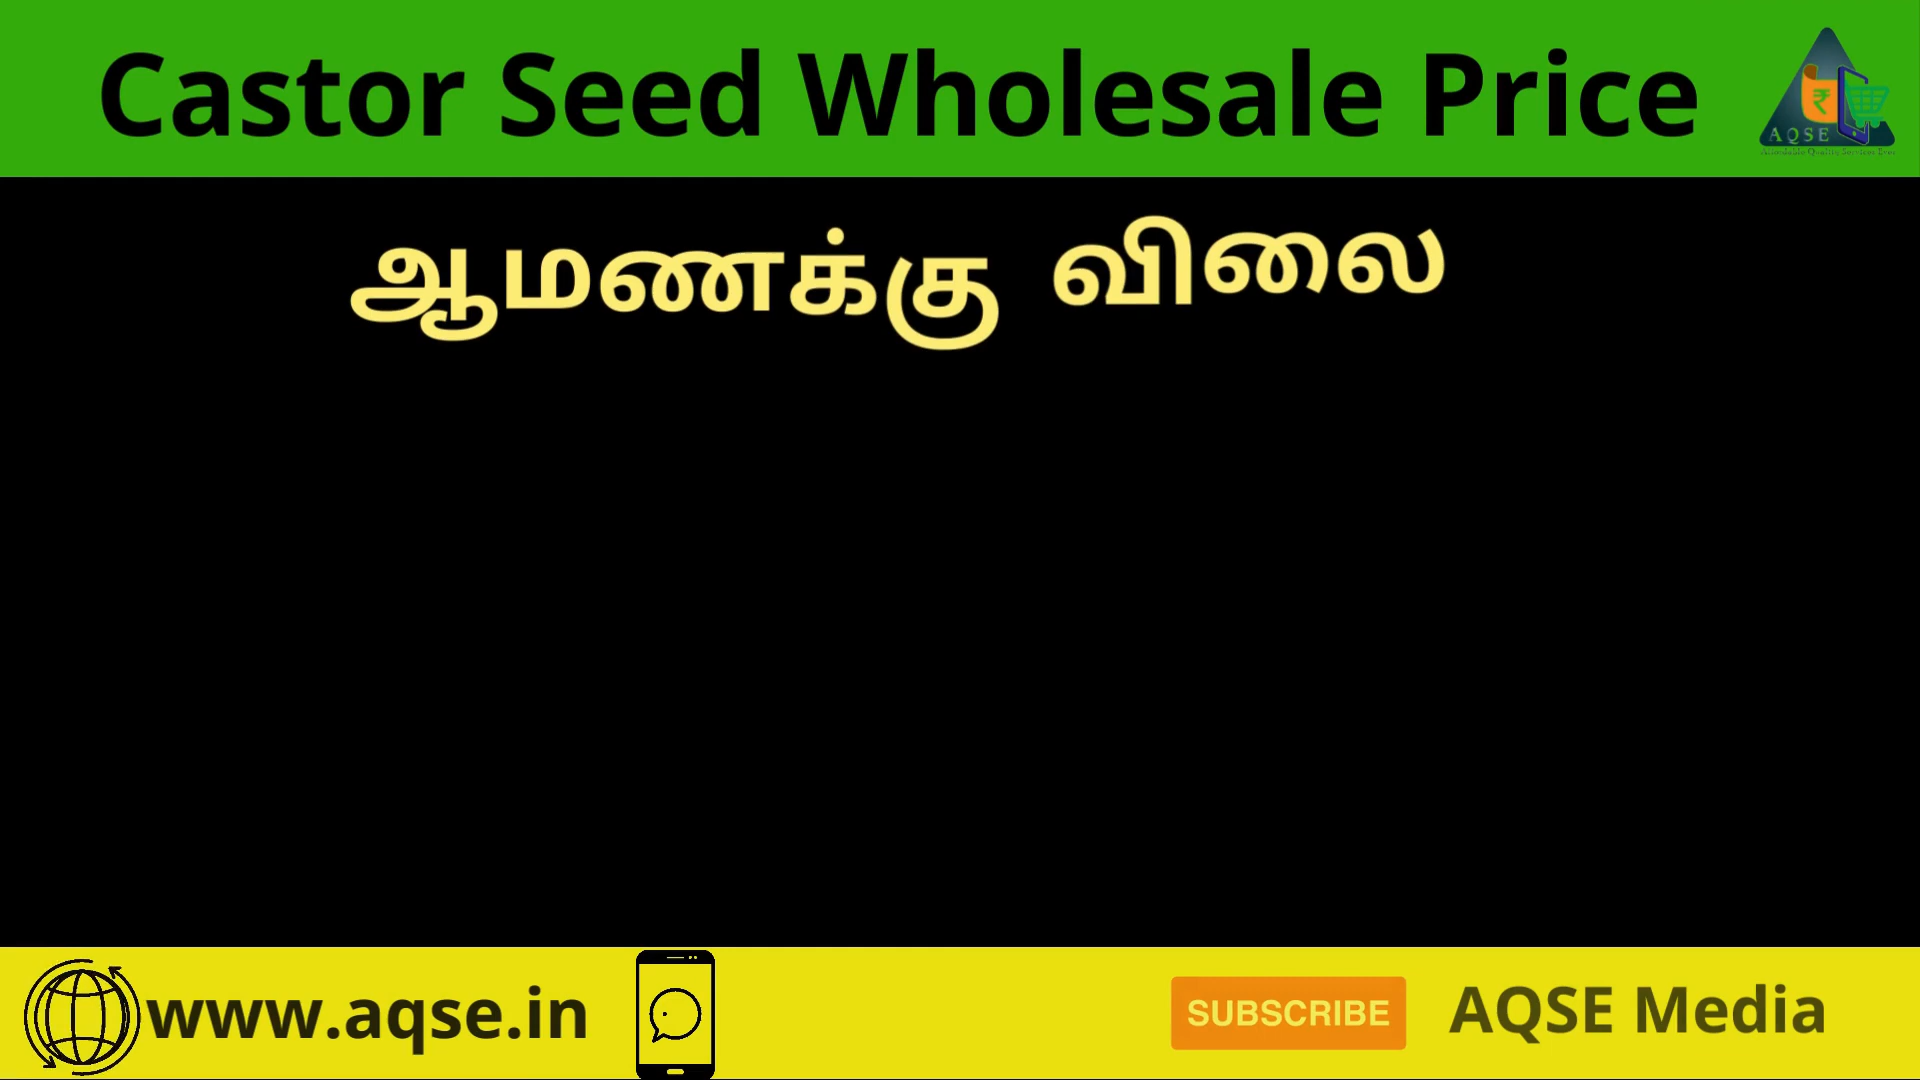 Castor Seed Wholesale Price
₹
AQSE
ஆமணக்கு விலை
www.aqse.in
SUBSCRIBE
AQSE Media